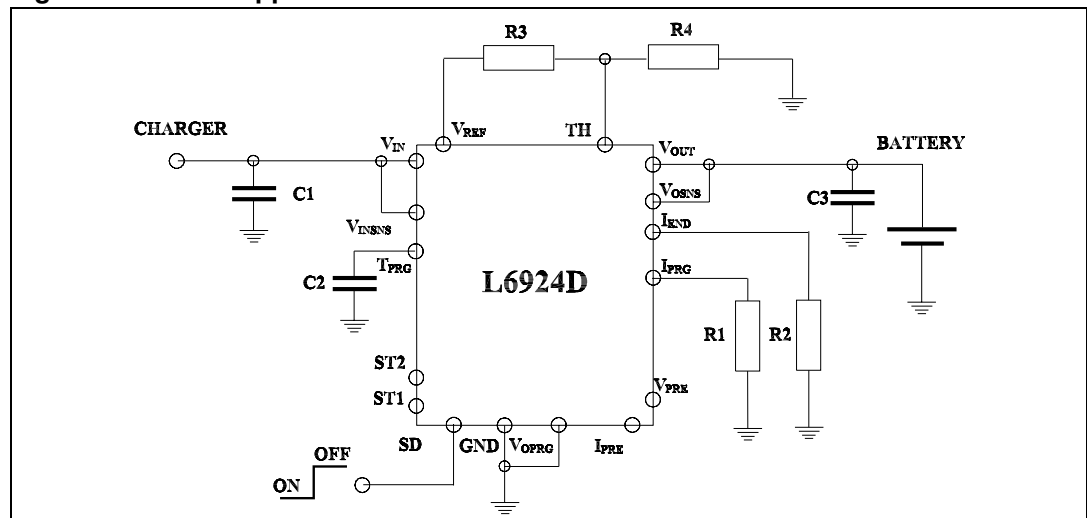 R3
R4
CHARGER
VIN
VREF
TH
VOUT
BATTERY
C1
VOSNS
C3
VINSNS
IEND
TPRG
IPRG
C2
L6924D
R1
R2
ST2
VPRE
ST1
SD
GND
VOPRG
IPRE
OFF
ON